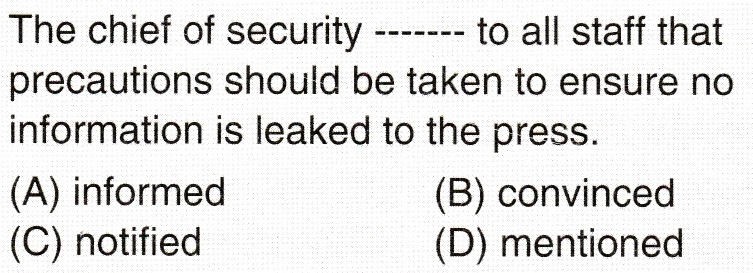 The chief of security ------- to all staff that
precautions should be taken to ensure no
information is leaked to the press.
(A) informed (B) convinced
(C) notified (D) mentioned